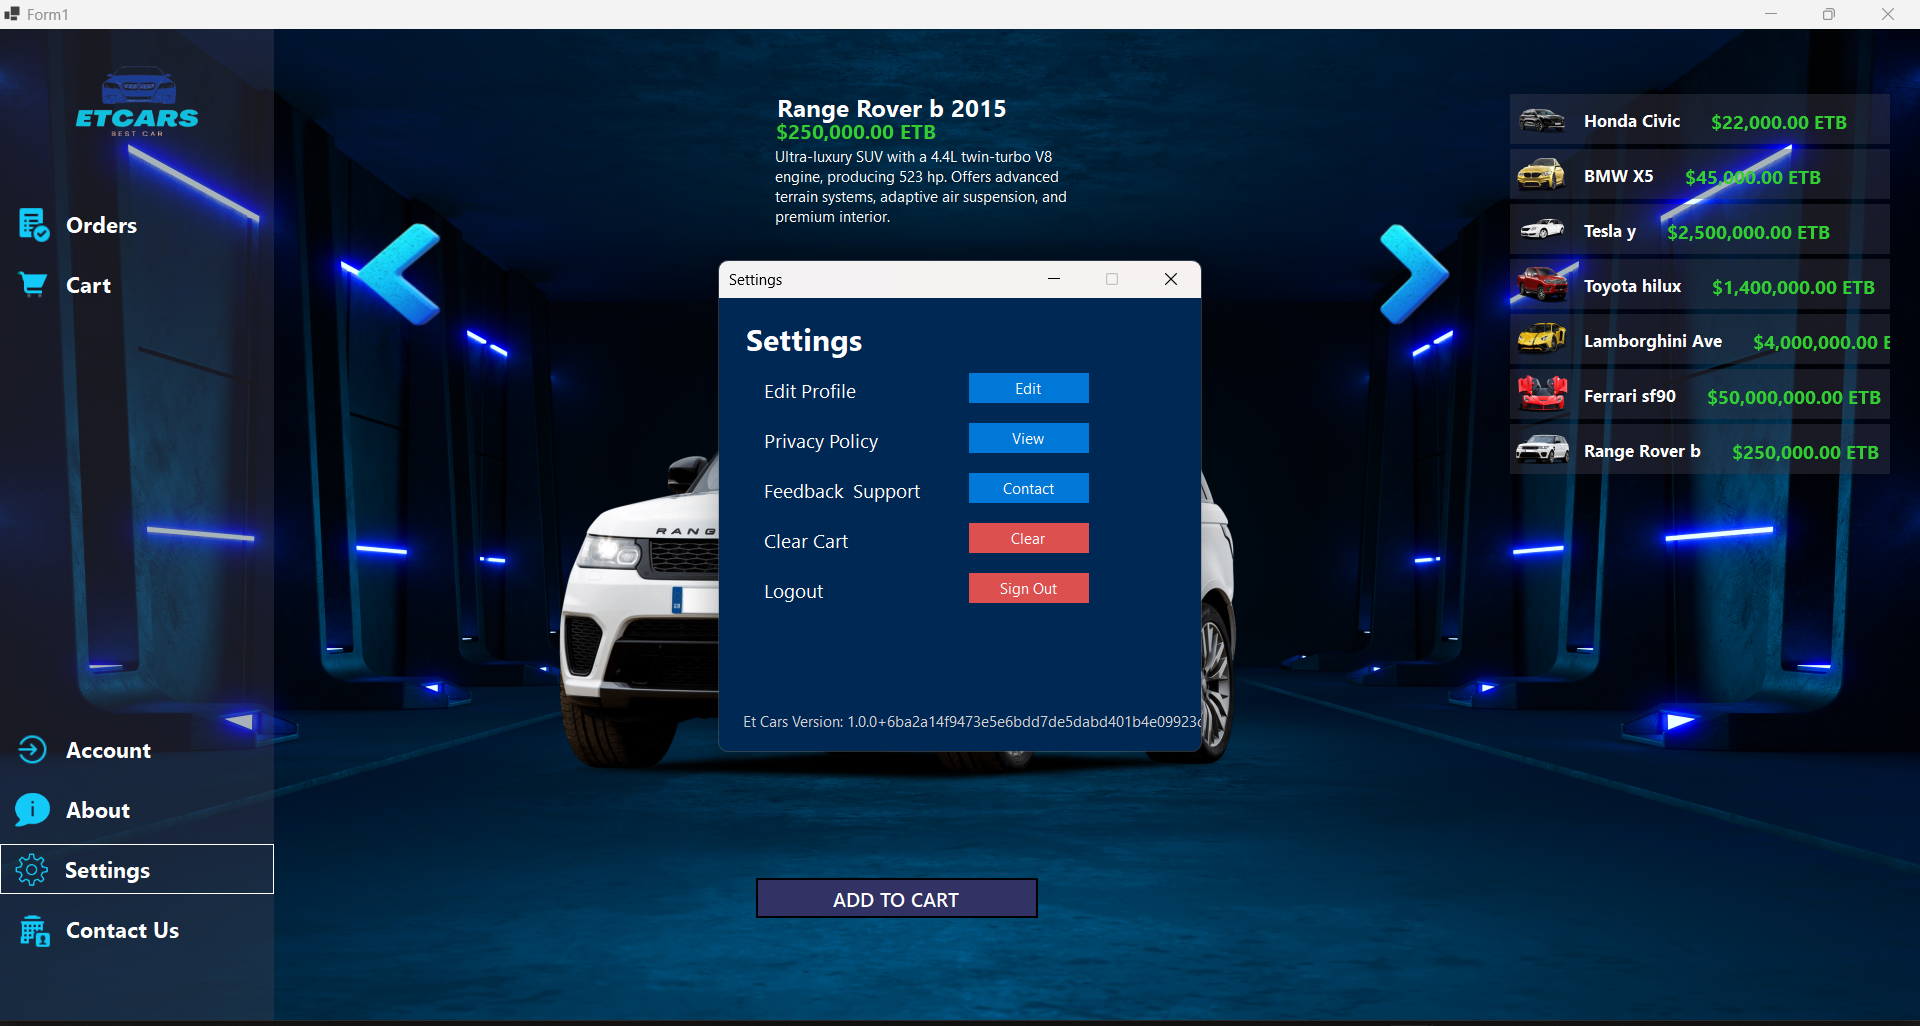 Form1
ETCARS
BEST CAR
Orders
Cart
Account
About
Settings
Contact Us
Range Rover b 2015
$250,000.00 ETB
Ultra-luxury SUV with a 4.4L twin-turbo V8
engine, producing 523 hp. Offers advanced
terrain systems, adaptive air suspension, and
premium interior.
RANG
Settings
Settings
Edit Profile Edit
Privacy Policy View
Feedback Support Contact
Clear Cart Clear
Logout Sign Out
Et Cars Version: 1.0.0+6ba2a14f9473e5e6bdd7de5dabd401b4e09923c
ADD TO CART
Honda Civic $22,000.00 ETB
BMW X5 $45,000.00 ETB
Tesla y $2,500,000.00 ETB
Toyota hilux $1,400,000.00 ETB
Lamborghini Ave $4,000,000.00 E
Ferrari sf90 $50,000,000.00 ETB
Range Rover b $250,000.00 ETB